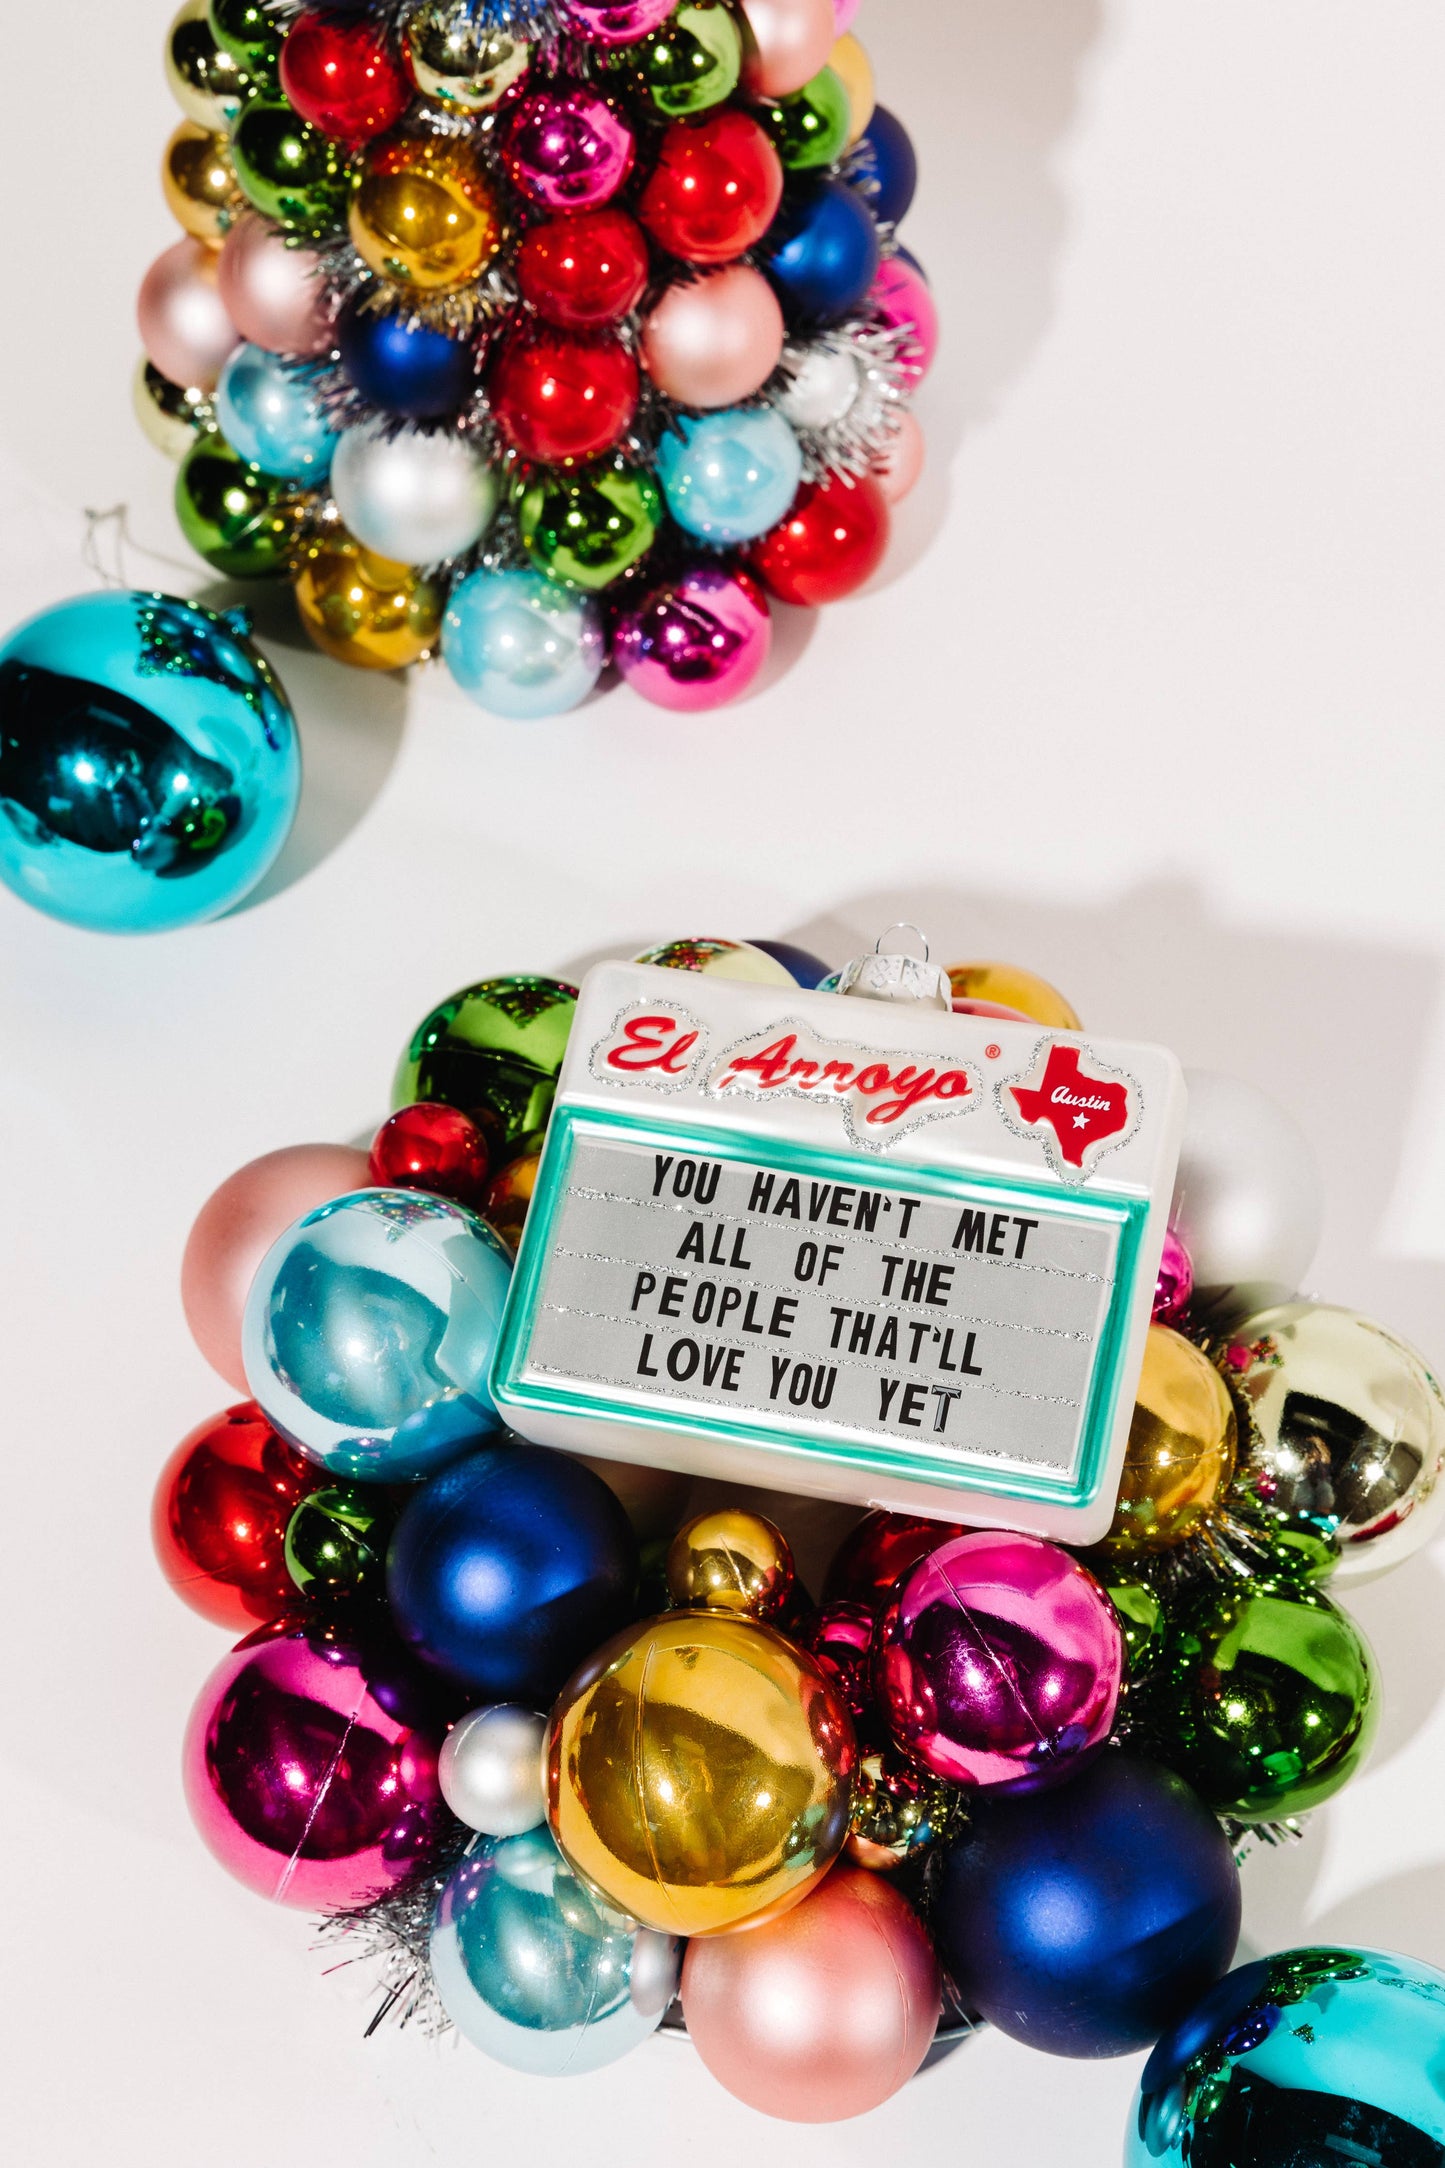 El Arroyo ®
Austin
YOU HAVEN'T MET
ALL OF THE
PEOPLE THAT'LL
LOVE YOU YET